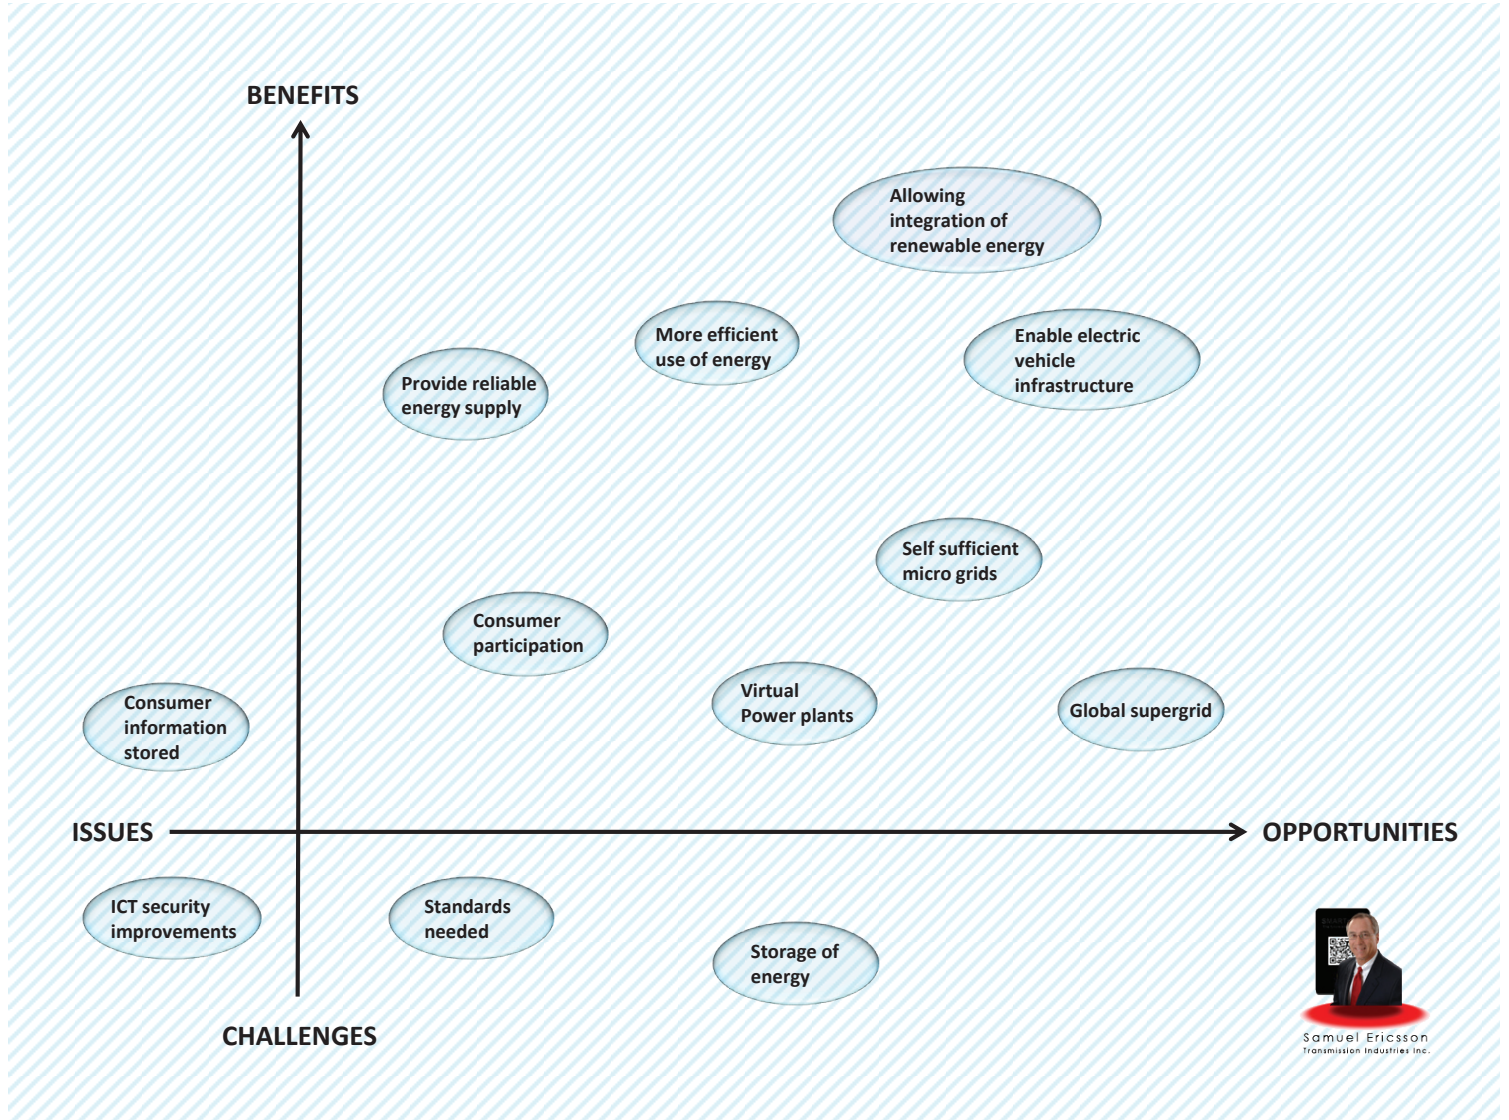 BENEFITS
Allowing
integration of
renewable energy
More efficient
use of energy
Enable electric
vehicle
infrastructure
Provide reliable
energy supply
Self sufficient
micro grids
Consumer
participation
Consumer
information
stored
Virtual
Power plants
Global supergrid
ISSUES
OPPORTUNITIES
ICT security
improvements
Standards
needed
Storage of
energy
CHALLENGES
Samuel Ericsson
Transmission Industries Inc.